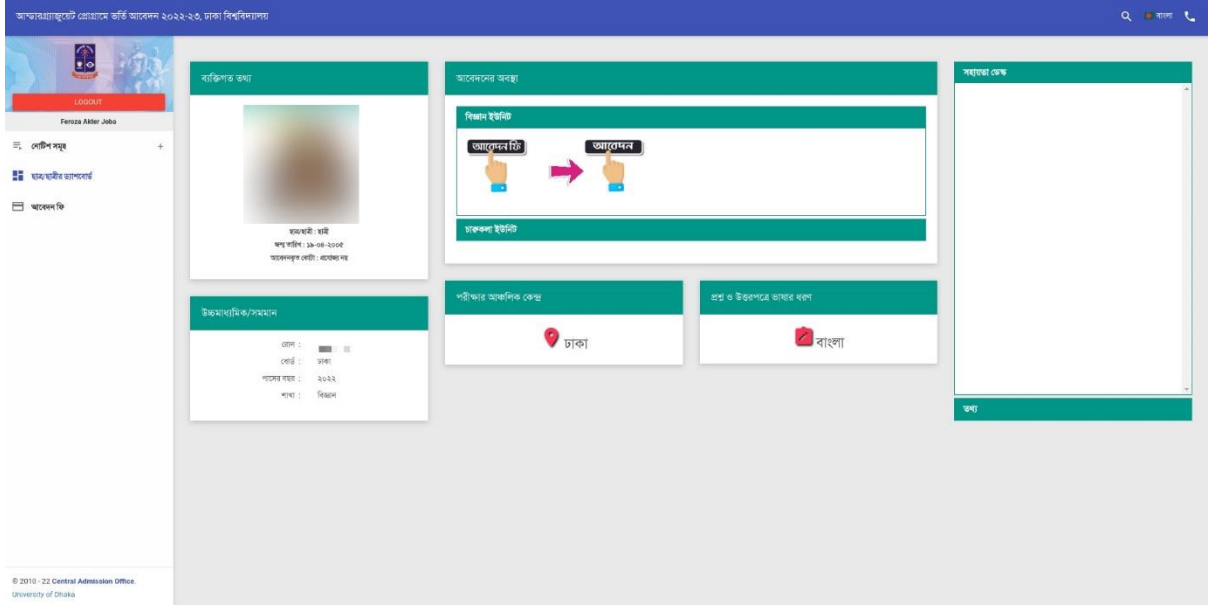 আন্ডারগ্র্যাজুয়েট প্রোগ্রামে ভর্তি আবেদন ২০২২-২৩, ঢাকা বিশ্ববিদ্যালয়
বাংলা
LOGOUT
Feroza Akter Joba
নোটিশ সমূহ +
ছাত্র/ছাত্রীর ড্যাশবোর্ড
আবেদন ফি
© 2010 - 22 Central Admission Office.
University of Dhaka
ব্যক্তিগত তথ্য
ছাত্র/ছাত্রী : ছাত্রী
জন্ম তারিখ : ১৯-০৪-২০০৫
আবেদনকৃত কোটা : প্রযোজ্য নয়
উচ্চমাধ্যমিক/সমমান
রোল :
বোর্ড : ঢাকা
পাসের বছর : ২০২২
শাখা : বিজ্ঞান
আবেদনের অবস্থা
বিজ্ঞান ইউনিট
আবেদন ফি
আবেদন
চারুকলা ইউনিট
পরীক্ষার আঞ্চলিক কেন্দ্র
ঢাকা
প্রশ্ন ও উত্তরপত্রে ভাষার ধরণ
বাংলা
সহায়তা ডেস্ক
তথ্য